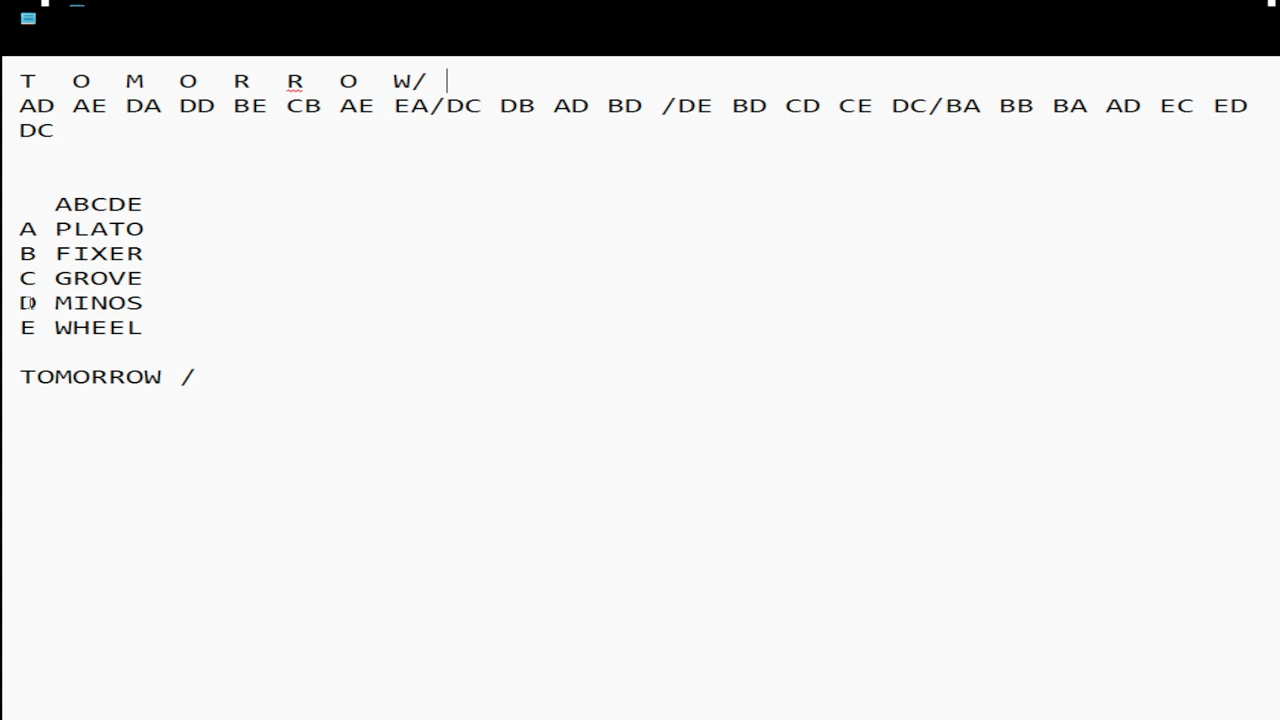 T O M O R R O W/
AD AE DA DD BE CB AE EA/DC DB AD BD /DE BD CD CE DC/BA BB BA AD EC ED
DC
ABCDE
A PLATO
B FIXER
C GROVE
D MINOS
E WHEEL
TOMORROW /